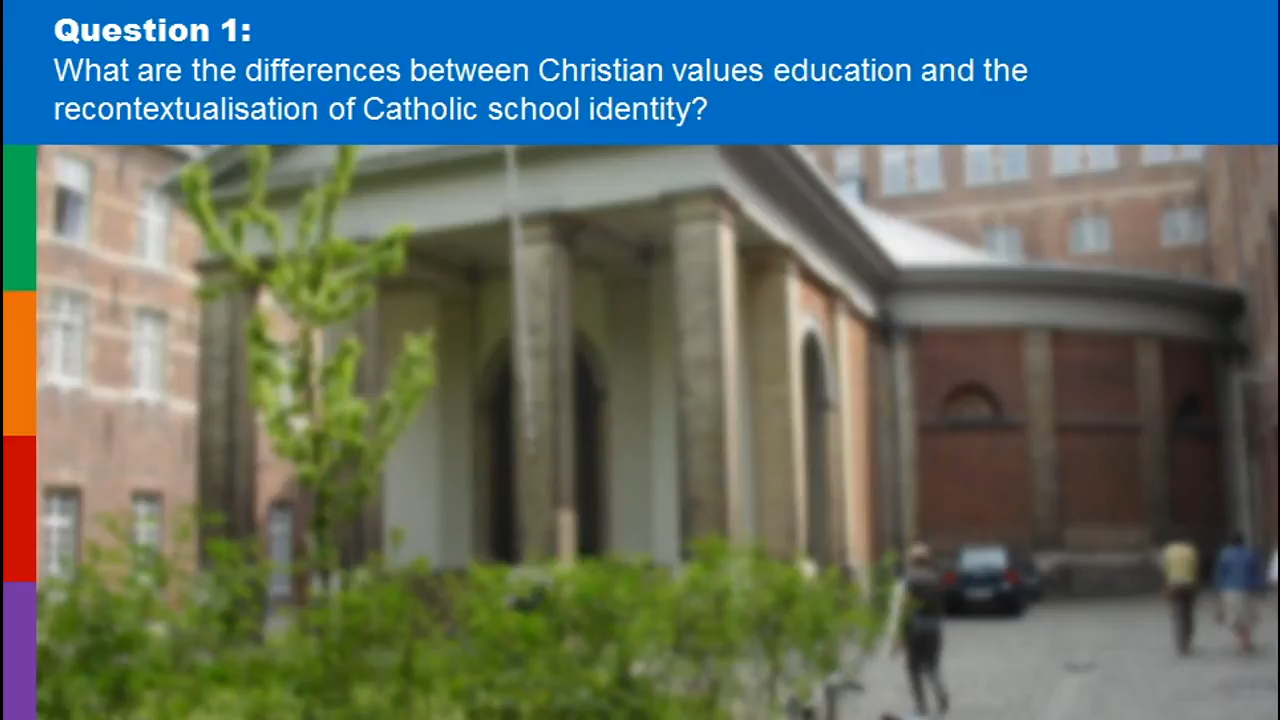 Question 1:
What are the differences between Christian values education and the
recontextualisation of Catholic school identity?